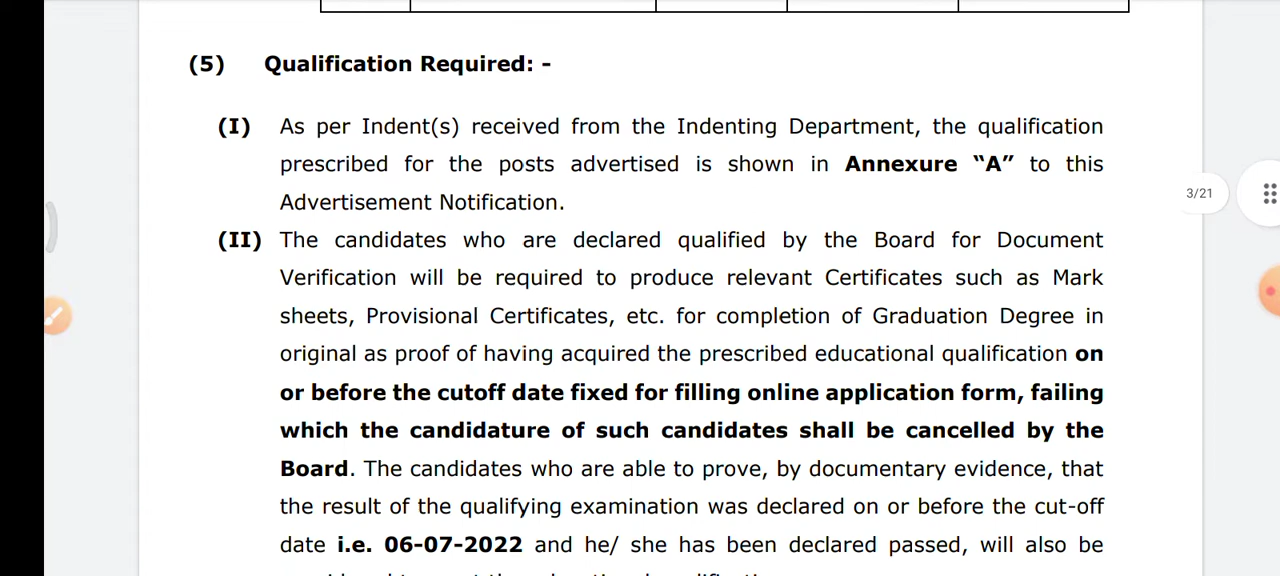 (5) Qualification Required: -
(I) As per Indent(s) received from the Indenting Department, the qualification
prescribed for the posts advertised is shown in Annexure “A” to this
Advertisement Notification.
3/21
(II) The candidates who are declared qualified by the Board for Document
Verification will be required to produce relevant Certificates such as Mark
sheets, Provisional Certificates, etc. for completion of Graduation Degree in
original as proof of having acquired the prescribed educational qualification on
or before the cutoff date fixed for filling online application form, failing
which the candidature of such candidates shall be cancelled by the
Board. The candidates who are able to prove, by documentary evidence, that
the result of the qualifying examination was declared on or before the cut-off
date i.e. 06-07-2022 and he/ she has been declared passed, will also be